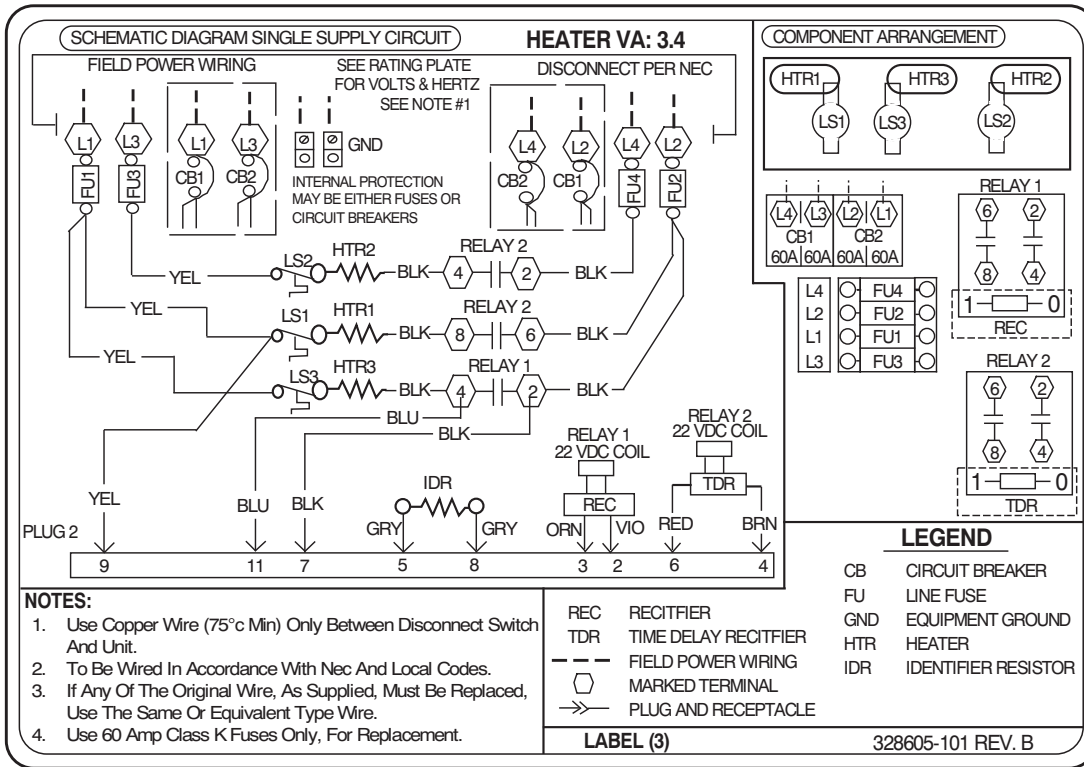 SCHEMATIC DIAGRAM SINGLE SUPPLY CIRCUIT
HEATER VA: 3.4
COMPONENT ARRANGEMENT
FIELD POWER WIRING
SEE RATING PLATE
FOR VOLTS & HERTZ
SEE NOTE #1
DISCONNECT PER NEC
HTR1
HTR3
HTR2
LS1
LS3
LS2
L1
L3
L1
L3
GND
L4
L2
L4
L2
FU1
FU3
CB1
CB2
CB2
CB1
FU4
FU2
INTERNAL PROTECTION
MAY BE EITHER FUSES OR
CIRCUIT BREAKERS
L4
L3
L2
L1
CB1
CB2
60A
60A
60A
60A
RELAY 1
6
2
8
4
1
0
REC
L4
FU4
L2
FU2
L1
FU1
L3
FU3
RELAY 2
6
2
8
4
1
0
TDR
YEL
LS2
HTR2
BLK
4
RELAY 2
2
BLK
YEL
LS1
HTR1
BLK
8
RELAY 2
6
BLK
YEL
LS3
HTR3
BLK
4
RELAY 1
2
BLK
BLU
BLK
RELAY 1
22 VDC COIL
REC
RELAY 2
22 VDC COIL
TDR
YEL
BLU
BLK
IDR
GRY
GRY
ORN
VIO
RED
BRN
PLUG 2
9
11
7
5
8
3
2
6
4
NOTES:
1. Use Copper Wire (75°c Min) Only Between Disconnect Switch
And Unit.
2. To Be Wired In Accordance With Nec And Local Codes.
3. If Any Of The Original Wire, As Supplied, Must Be Replaced,
Use The Same Or Equivalent Type Wire.
4. Use 60 Amp Class K Fuses Only, For Replacement.
REC RECITFIER
TDR TIME DELAY RECITFIER
FIELD POWER WIRING
MARKED TERMINAL
PLUG AND RECEPTACLE
LEGEND
CB CIRCUIT BREAKER
FU LINE FUSE
GND EQUIPMENT GROUND
HTR HEATER
IDR IDENTIFIER RESISTOR
LABEL (3)
328605-101 REV. B